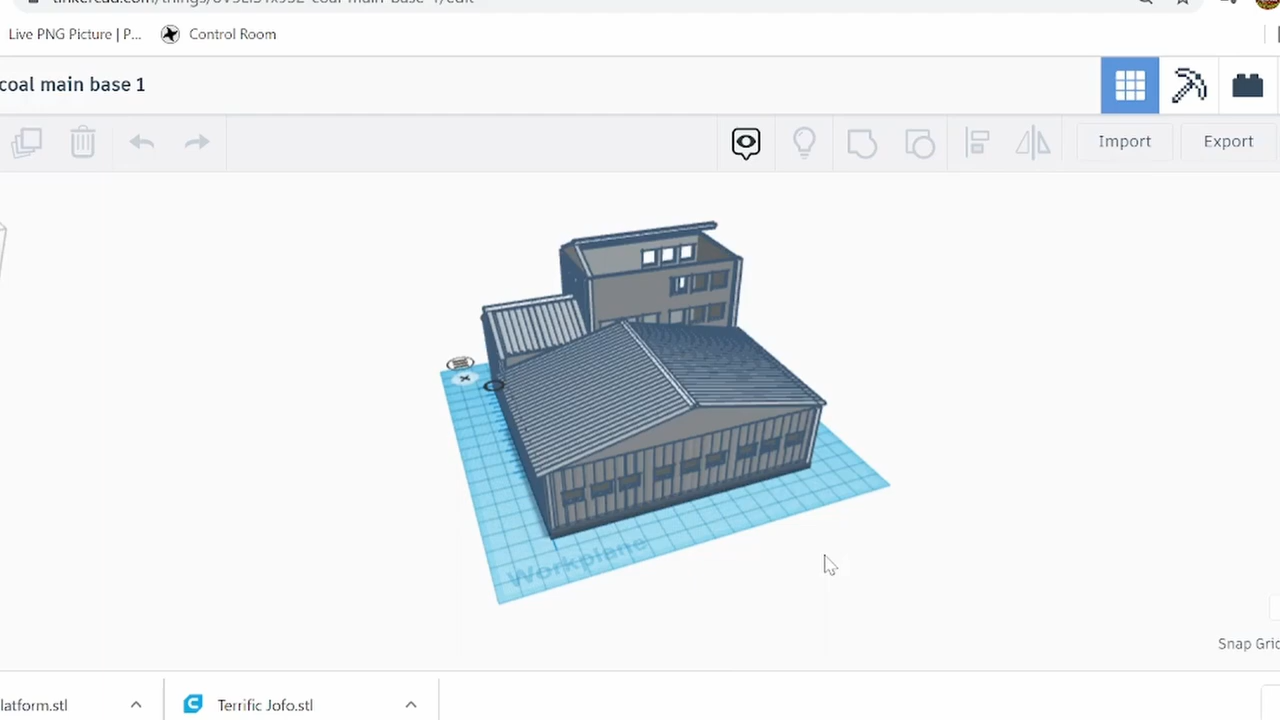 Live PNG Picture | P...
Control Room
coal main base 1
Import
Export
Workplane
Snap Grid
latform.stl
Terrific Jofo.stl